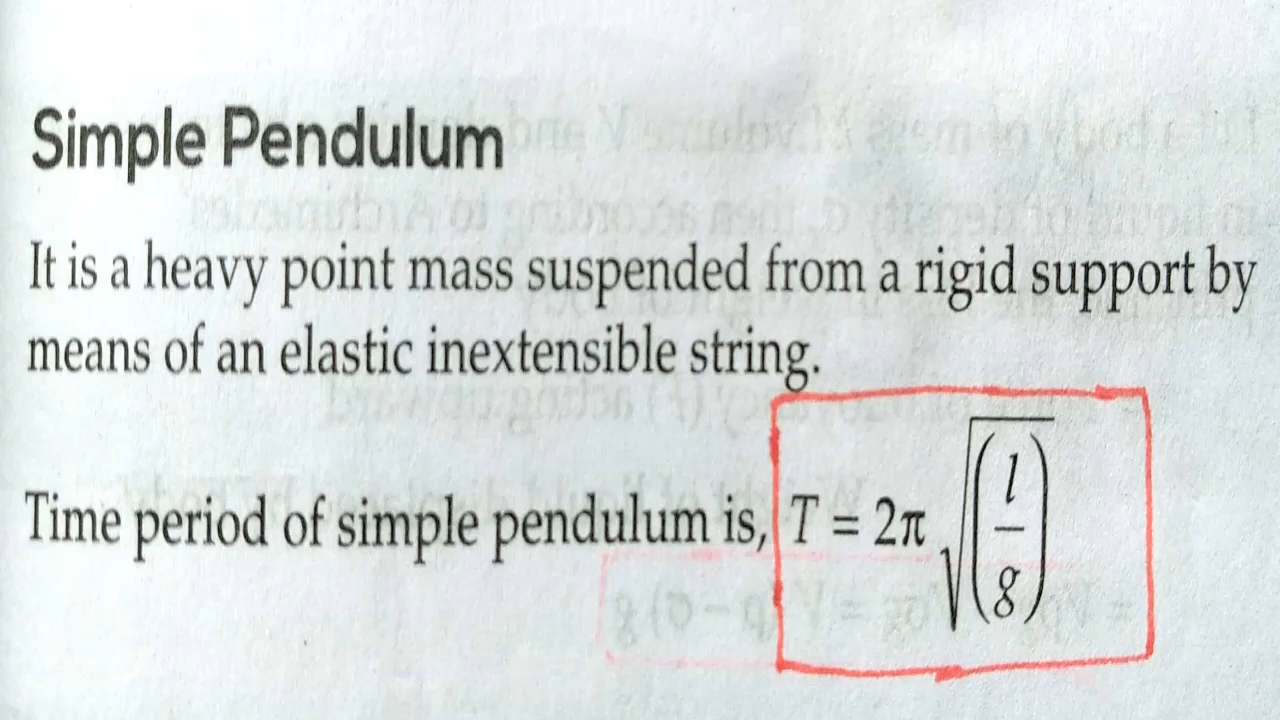 Simple Pendulum
It is a heavy point mass suspended from a rigid support by
means of an elastic inextensible string.
Time period of simple pendulum is, T = 2π √(l/g)